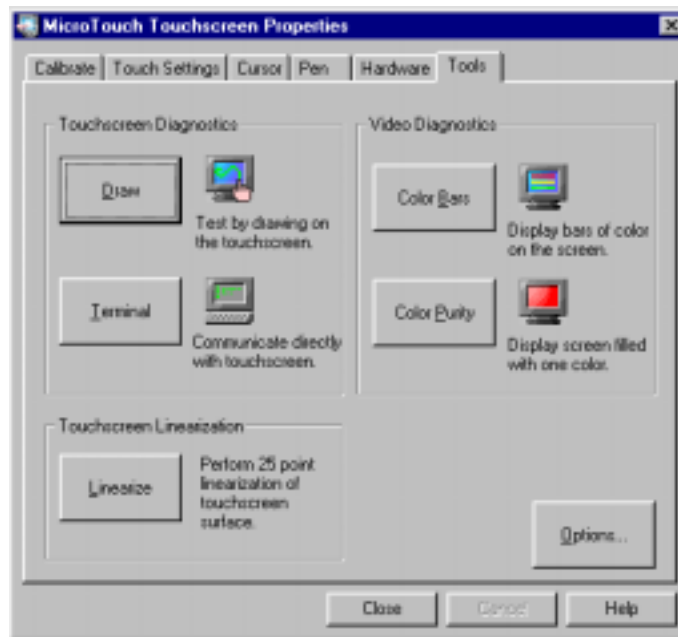 MicroTouch Touchscreen Properties
Calibrate Touch Settings Cursor Pen Hardware Tools
Touchscreen Diagnostics
Draw
Test by drawing on
the touchscreen.
Terminal
Communicate directly
with touchscreen.
Video Diagnostics
Color Bars
Display bars of color
on the screen.
Color Purity
Display screen filled
with one color.
Touchscreen Linearization
Linearize
Perform 25 point
linearization of
touchscreen
surface.
Options...
Close Cancel Help